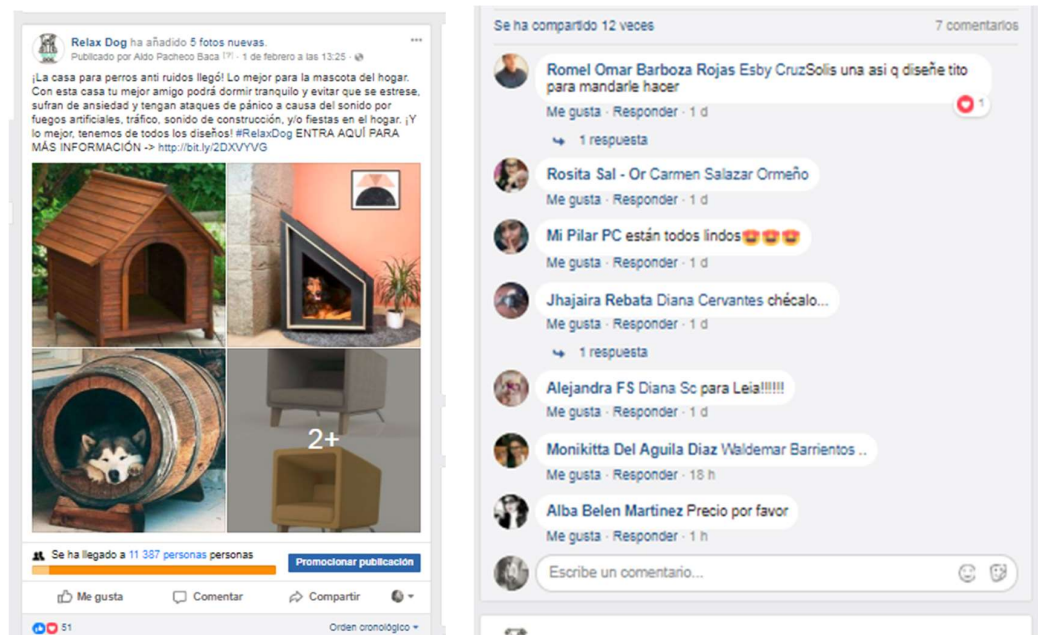 Relax Dog ha añadido 5 fotos nuevas.
Publicado por Aldo Pacheco Baca [?] · 1 de febrero a las 13:25 ·
¡La casa para perros anti ruidos llegó! Lo mejor para la mascota del hogar.
Con esta casa tu mejor amigo podrá dormir tranquilo y evitar que se estrese,
sufran de ansiedad y tengan ataques de pánico a causa del sonido por
fuegos artificiales, tráfico, sonido de construcción, y/o fiestas en el hogar. ¡Y
lo mejor, tenemos de todos los diseños! #RelaxDog ENTRA AQUÍ PARA
MÁS INFORMACIÓN -> http://bit.ly/2DXVYVG
2+
Se ha llegado a 11 387 personas personas
Promocionar publicación
Me gusta Comentar Compartir
51 Orden cronológico
Se ha compartido 12 veces 7 comentarios
Romel Omar Barboza Rojas Esby CruzSolis una asi q diseñe tito
para mandarle hacer
1
Me gusta · Responder · 1 d
1 respuesta
Rosita Sal - Or Carmen Salazar Ormeño
Me gusta · Responder · 1 d
Mi Pilar PC están todos lindos😍😍😍
Me gusta · Responder · 1 d
Jhajaira Rebata Diana Cervantes chécalo...
Me gusta · Responder · 1 d
1 respuesta
Alejandra FS Diana Sc para Leia!!!!!!
Me gusta · Responder · 1 d
Monikitta Del Aguila Diaz Waldemar Barrientos ..
Me gusta · Responder · 18 h
Alba Belen Martinez Precio por favor
Me gusta · Responder · 1 h
Escribe un comentario...